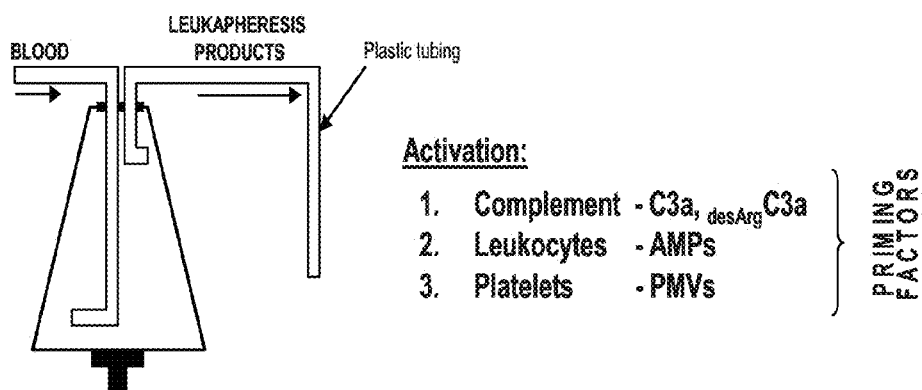 LEUKAPHERESIS
PRODUCTS
BLOOD
Plastic tubing
Activation:
1. Complement - C3a, desArgC3a
2. Leukocytes - AMPs
3. Platelets - PMVs
PRIMING
FACTORS